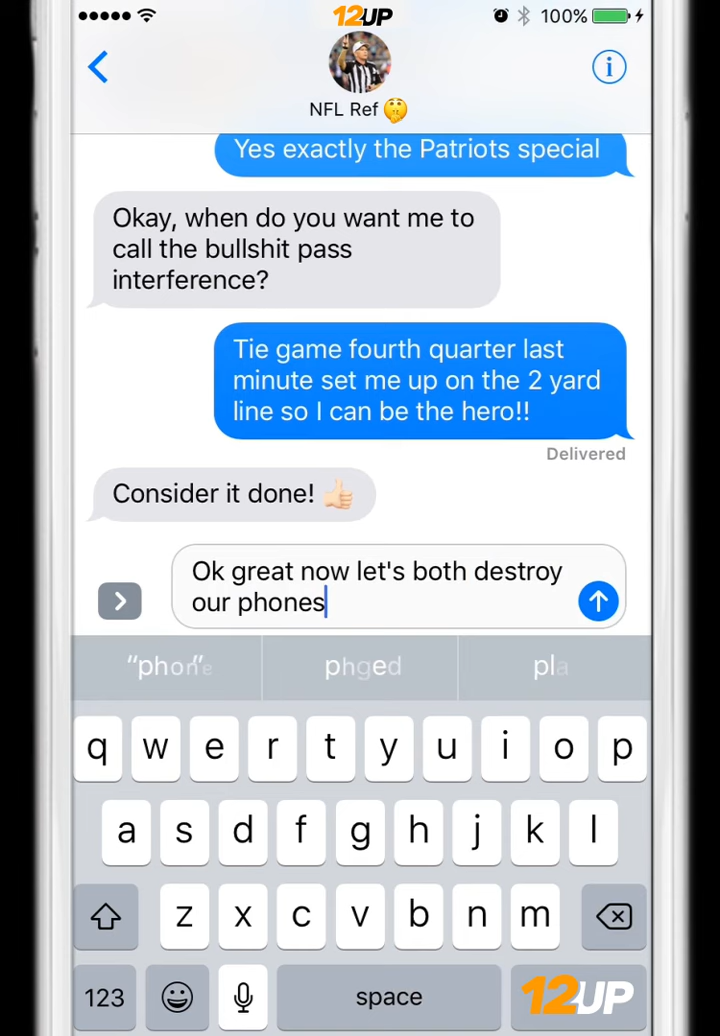 12UP
100%
NFL Ref
Yes exactly the Patriots special
Okay, when do you want me to
call the bullshit pass
interference?
Tie game fourth quarter last
minute set me up on the 2 yard
line so I can be the hero!!
Delivered
Consider it done!
Ok great now let's both destroy
our phones
q w e r t y u i o p
a s d f g h j k l
z x c v b n m
123 space 12UP